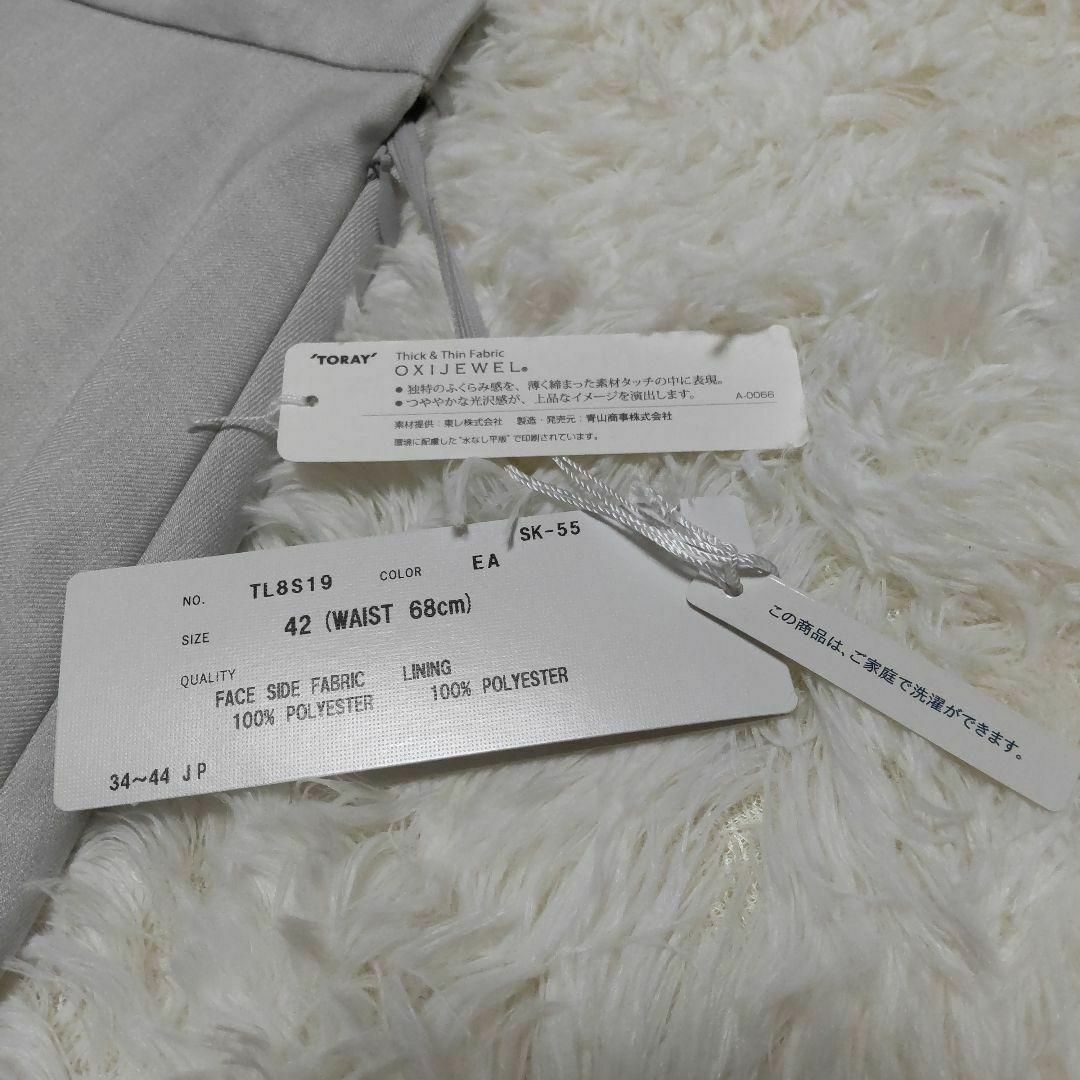 'TORAY'
Thick & Thin Fabric
OXIJEWEL®
● 独特のふくらみ感を、薄く締まった素材タッチの中に表現。
● つややかな光沢感が、上品なイメージを演出します。 A-0066
素材提供：東レ株式会社 製造・発売元：青山商事株式会社
環境に配慮した"水なし平版"で印刷されています。
SK-55
NO. TL8S19 COLOR EA
SIZE 42 (WAIST 68cm)
QUALITY
FACE SIDE FABRIC LINING
100% POLYESTER 100% POLYESTER
34~44 JP
この商品は、ご家庭で洗濯ができます。